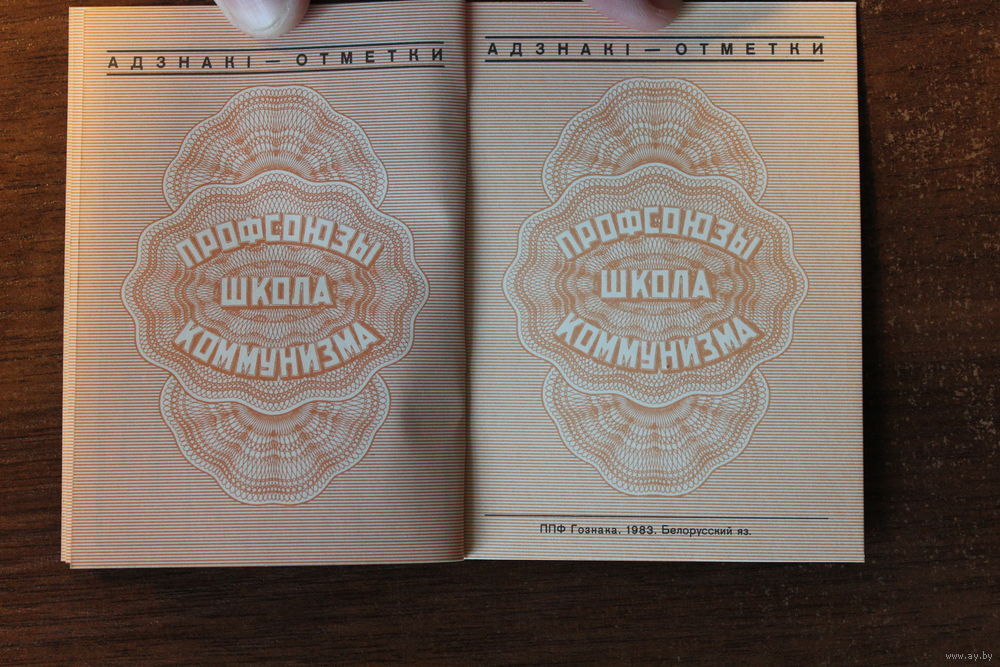 АДЗНАКІ — ОТМЕТКИ
ПРОФСОЮЗЫ
ШКОЛА
КОММУНИЗМА
АДЗНАКІ — ОТМЕТКИ
ПРОФСОЮЗЫ
ШКОЛА
КОММУНИЗМА
ППФ Гознака. 1983. Белорусский яз.
www.ay.by